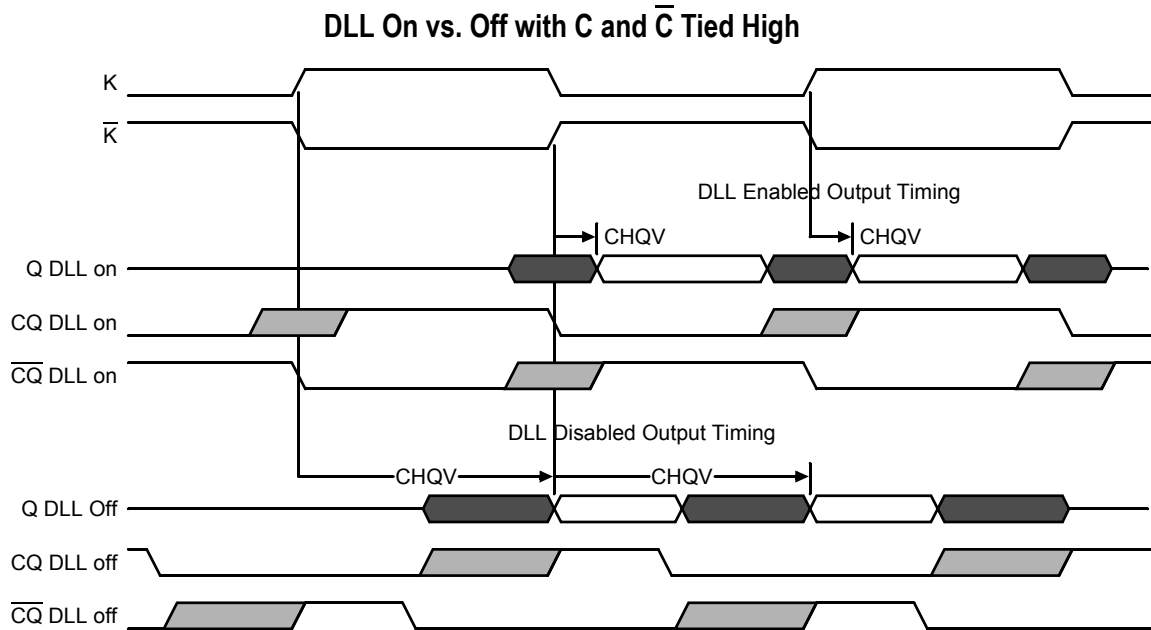 DLL On vs. Off with C and C̅ Tied High
K
K̅
DLL Enabled Output Timing
CHQV
CHQV
Q DLL on
CQ DLL on
C̅Q̅ DLL on
DLL Disabled Output Timing
CHQV
CHQV
Q DLL Off
CQ DLL off
C̅Q̅ DLL off